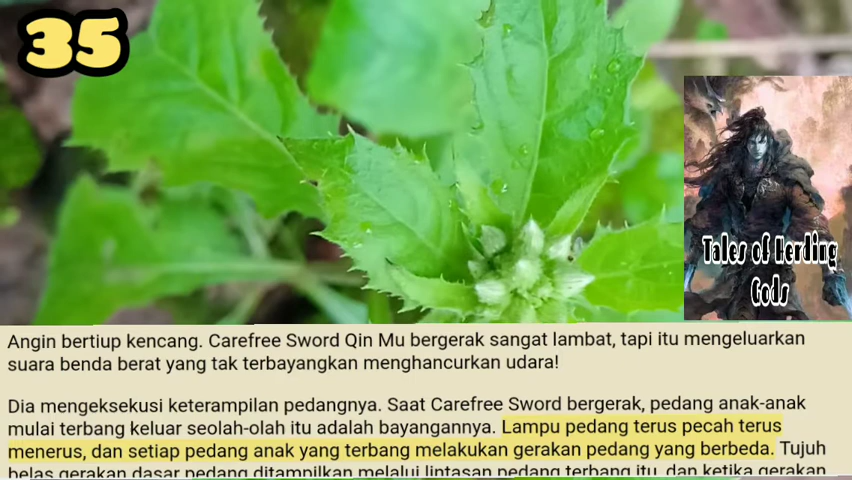 35
Tales of Herding
Gods
Angin bertiup kencang. Carefree Sword Qin Mu bergerak sangat lambat, tapi itu mengeluarkan
suara benda berat yang tak terbayangkan menghancurkan udara!
Dia mengeksekusi keterampilan pedangnya. Saat Carefree Sword bergerak, pedang anak-anak
mulai terbang keluar seolah-olah itu adalah bayangannya. Lampu pedang terus pecah terus
menerus, dan setiap pedang anak yang terbang melakukan gerakan pedang yang berbeda. Tujuh
belas gerakan dasar pedang ditampilkan melalui lintasan pedang terbang itu, dan ketika gerakan